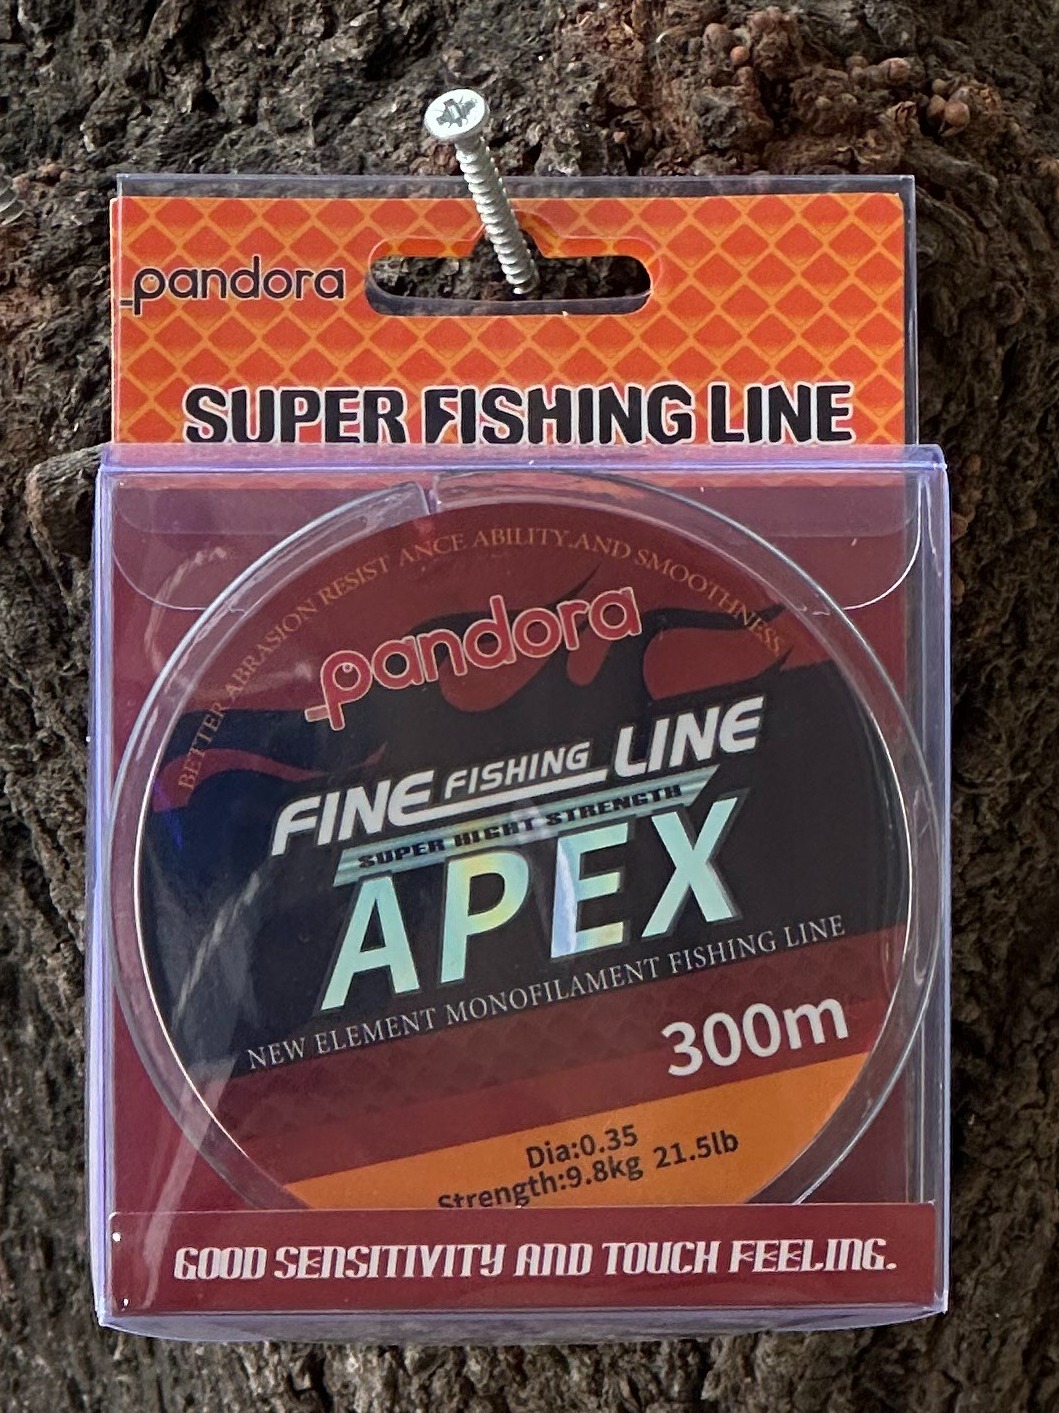 pandora
SUPER FISHING LINE
BETTER ABRASION RESIST ANCE ABILITY,AND SMOOTHNESS.
pandora
FINE FISHING LINE
SUPER HIGHT STRENGTH
APEX
NEW ELEMENT MONOFILAMENT FISHING LINE
300m
Dia:0.35
Strength:9.8kg 21.5lb
GOOD SENSITIVITY AND TOUCH FEELING.